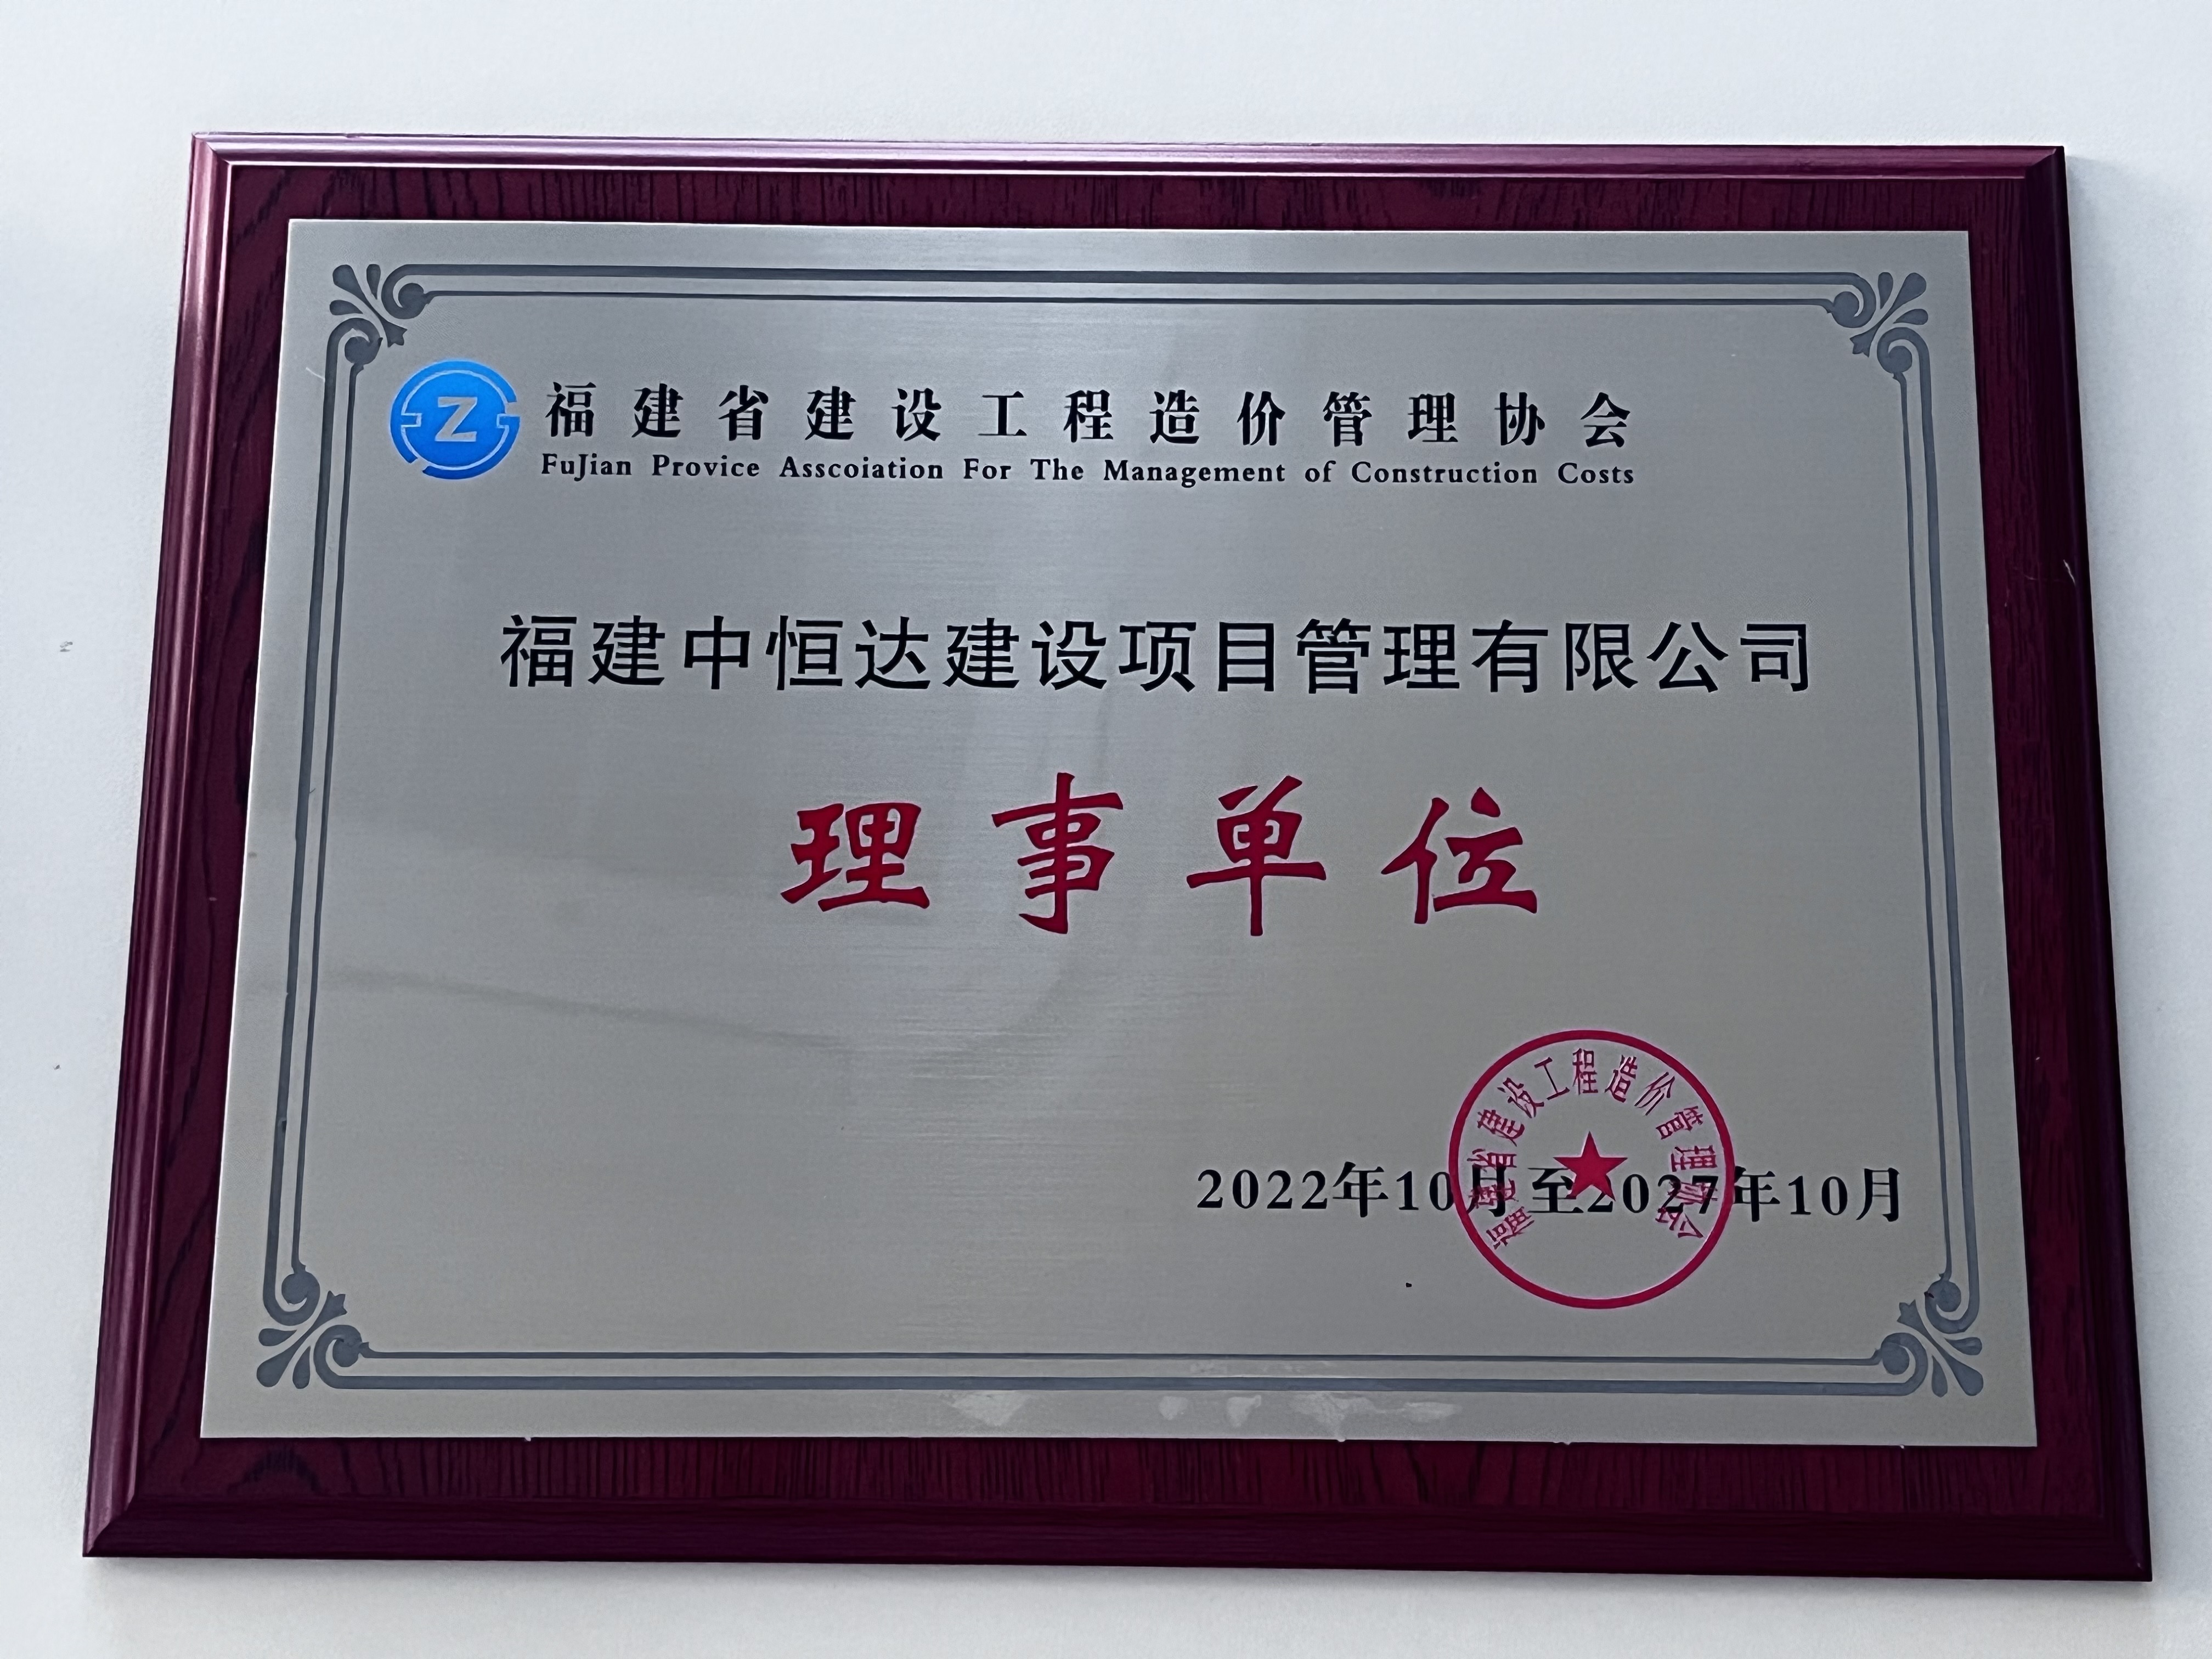 Z
福建省建设工程造价管理协会
FuJian Provice Asscoiation For The Management of Construction Costs
福建中恒达建设项目管理有限公司
理事单位
福建省建设工程造价管理协会
2022年10月至2027年10月